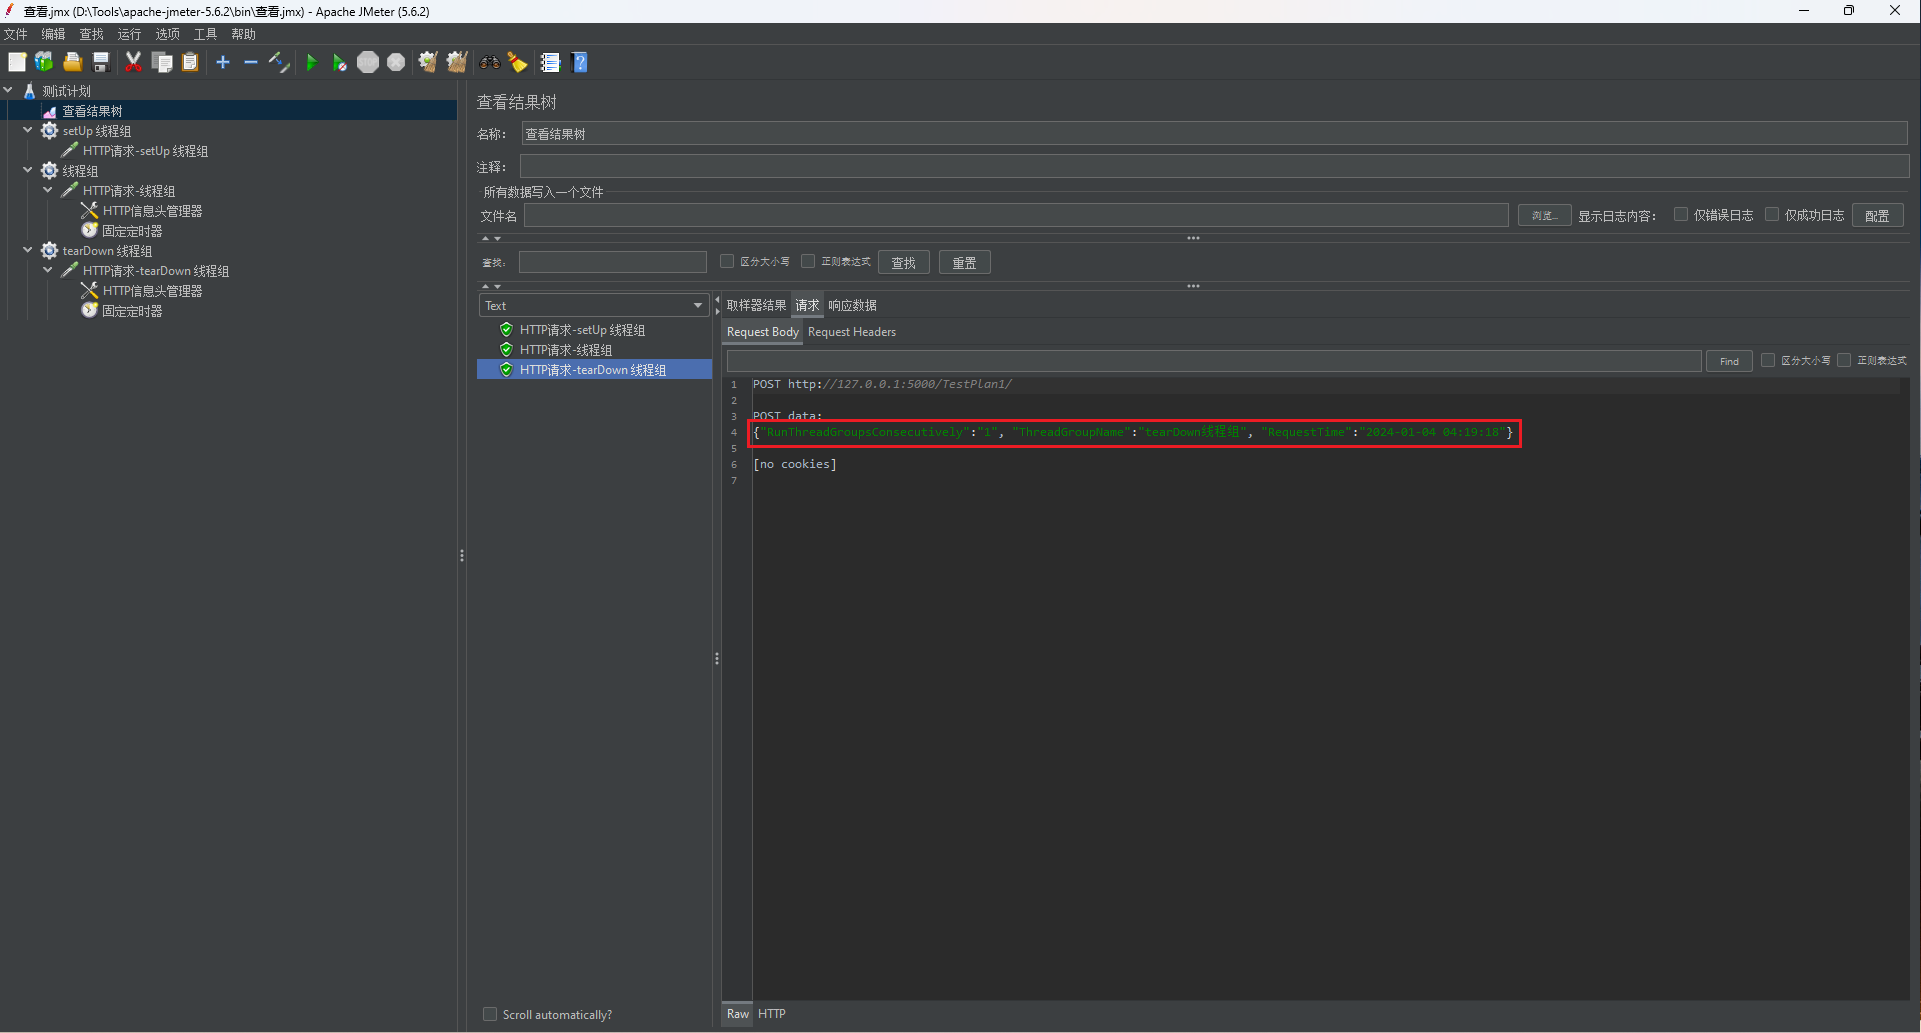 查看.jmx (D:\Tools\apache-jmeter-5.6.2\bin\查看.jmx) - Apache JMeter (5.6.2)
文件 编辑 查找 运行 选项 工具 帮助
测试计划
查看结果树
setUp 线程组
HTTP请求-setUp 线程组
线程组
HTTP请求-线程组
HTTP信息头管理器
固定定时器
tearDown 线程组
HTTP请求-tearDown 线程组
HTTP信息头管理器
固定定时器
查看结果树
名称： 查看结果树
注释：
所有数据写入一个文件
文件名 浏览... 显示日志内容： 仅错误日志 仅成功日志 配置
查找： 区分大小写 正则表达式 查找 重置
Text
HTTP请求-setUp 线程组
HTTP请求-线程组
HTTP请求-tearDown 线程组
Scroll automatically?
取样器结果 请求 响应数据
Request Body Request Headers
Find 区分大小写 正则表达式
1 POST http://127.0.0.1:5000/TestPlan1/
2
3 POST data:
4 {"RunThreadGroupsConsecutively":"1", "ThreadGroupName":"tearDown线程组", "RequestTime":"2024-01-04 04:19:18"}
5
6 [no cookies]
7
Raw HTTP